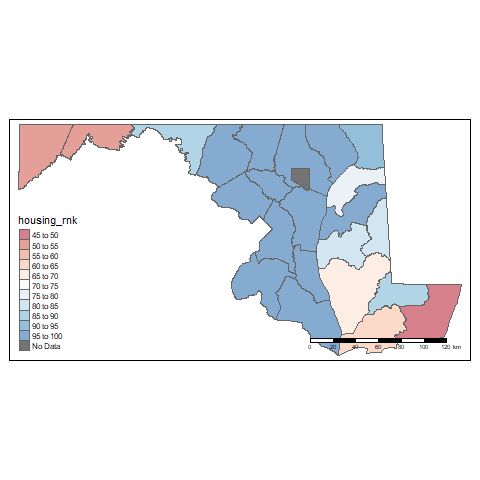 housing_rnk
45 to 50
50 to 55
55 to 60
60 to 65
65 to 70
70 to 75
75 to 80
80 to 85
85 to 90
90 to 95
95 to 100
No Data
0 20 40 60 80 100 120 km